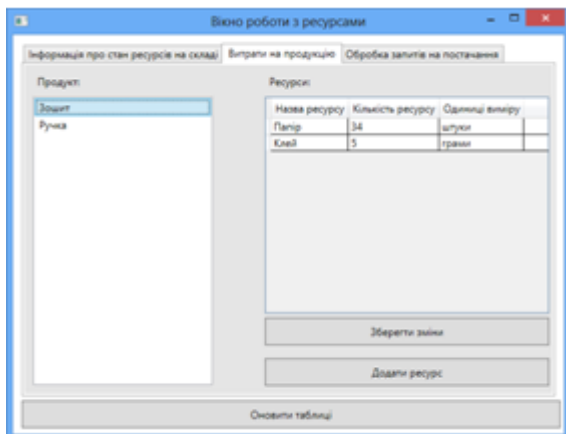 Вікно роботи з ресурсами
Інформація про стан ресурсів на складі Витрати на продукцію Обробка запитів на постачання
Продукт: Ресурси:
Зошит
Ручка
Назва ресурсу Кількість ресурсу Одиниці виміру
Папір 34 штуки
Клей 5 грами
Зберегти зміни
Додати ресурс
Оновити таблиці